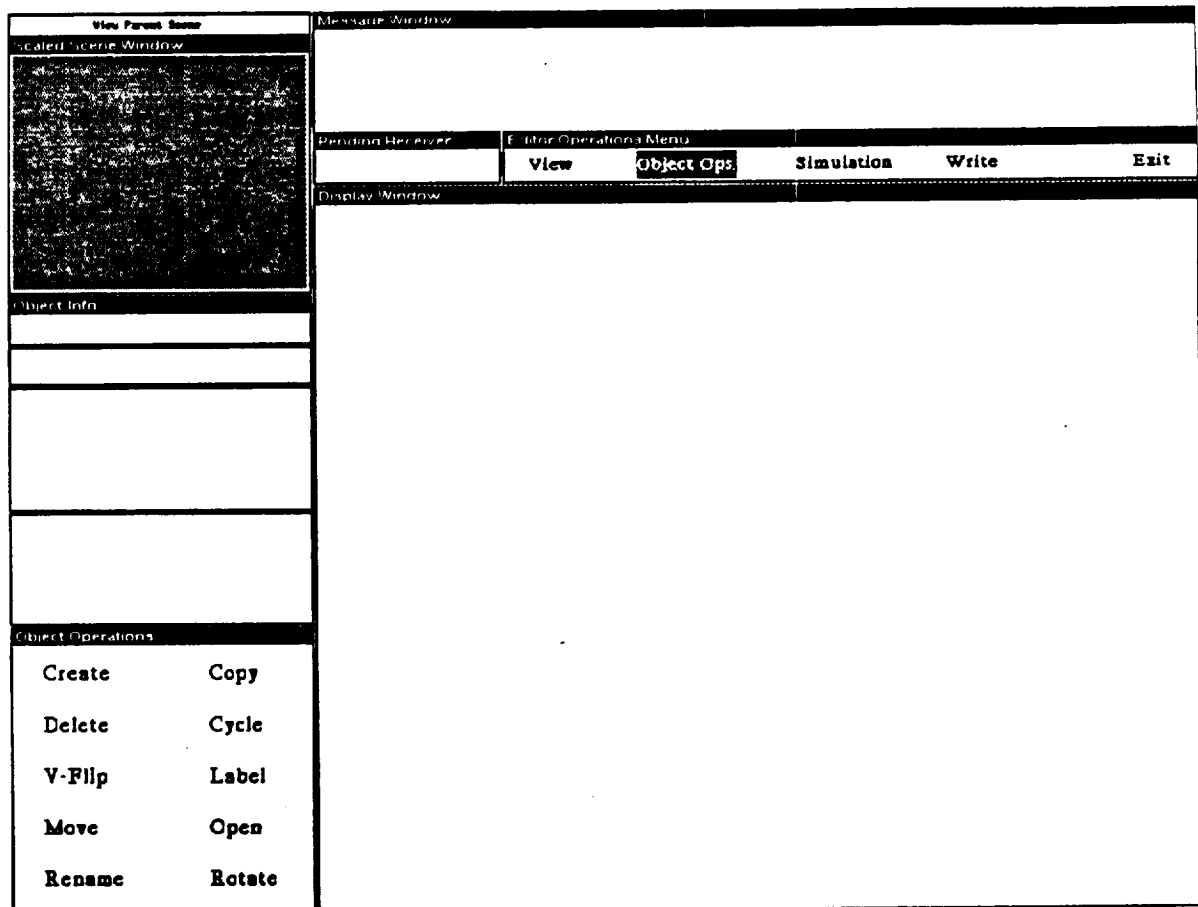 View Parent Scene
Scaled Scene Window
Message Window
Pending Receiver
Editor Operations Menu
View Object Ops. Simulation Write Exit
Display Window
Object Info
Object Operations
Create Copy
Delete Cycle
V-Flip Label
Move Open
Rename Rotate